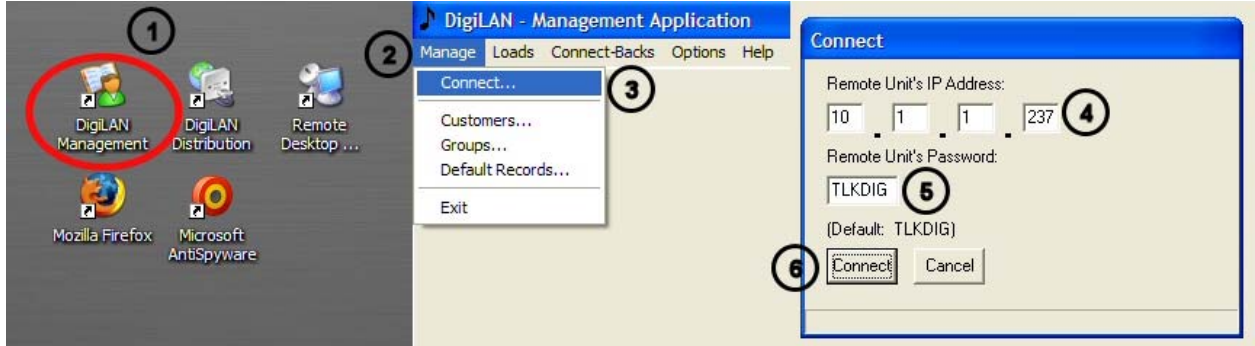 1
DigiLAN
Management
DigiLAN
Distribution
Remote
Desktop ...
Mozilla Firefox
Microsoft
AntiSpyware
DigiLAN - Management Application
2
Manage Loads Connect-Backs Options Help
Connect...
3
Customers...
Groups...
Default Records...
Exit
Connect
Remote Unit's IP Address:
10 . 1 . 1 . 237
4
Remote Unit's Password:
TLKDIG
5
(Default: TLKDIG)
6
Connect Cancel